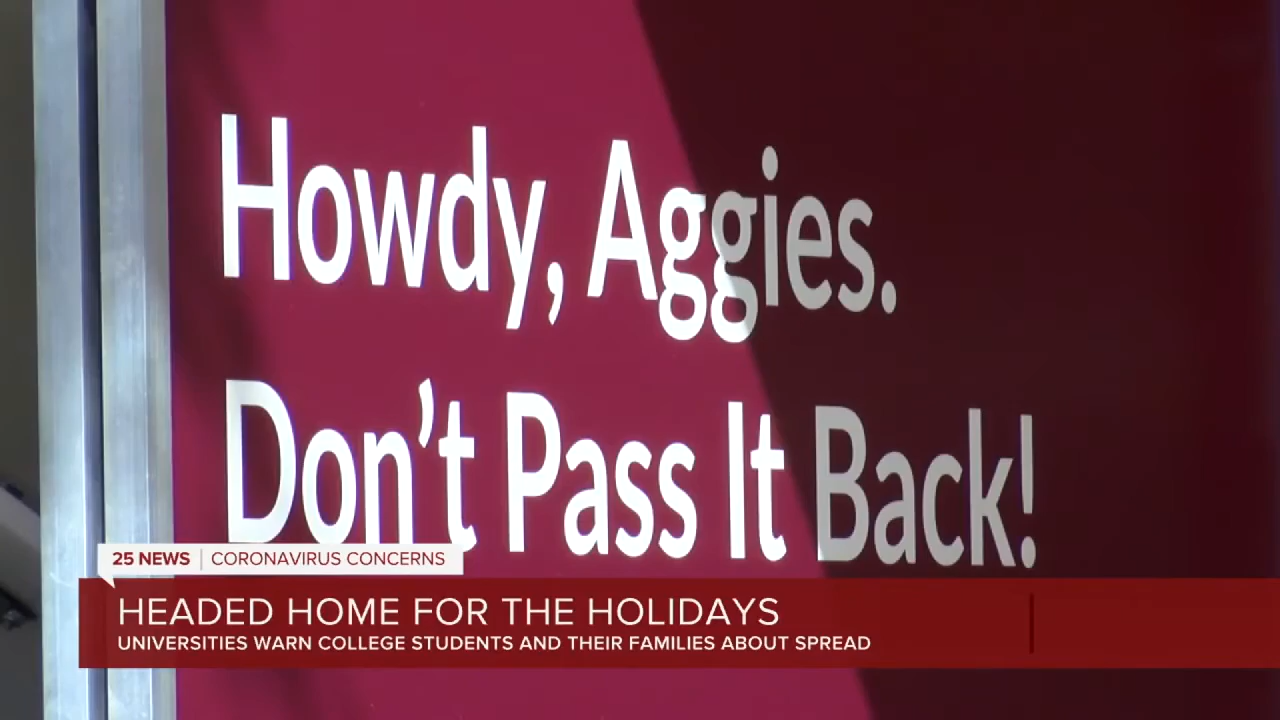 Howdy, Aggies.
Don't Pass It Back!
25 NEWS | CORONAVIRUS CONCERNS
HEADED HOME FOR THE HOLIDAYS
UNIVERSITIES WARN COLLEGE STUDENTS AND THEIR FAMILIES ABOUT SPREAD